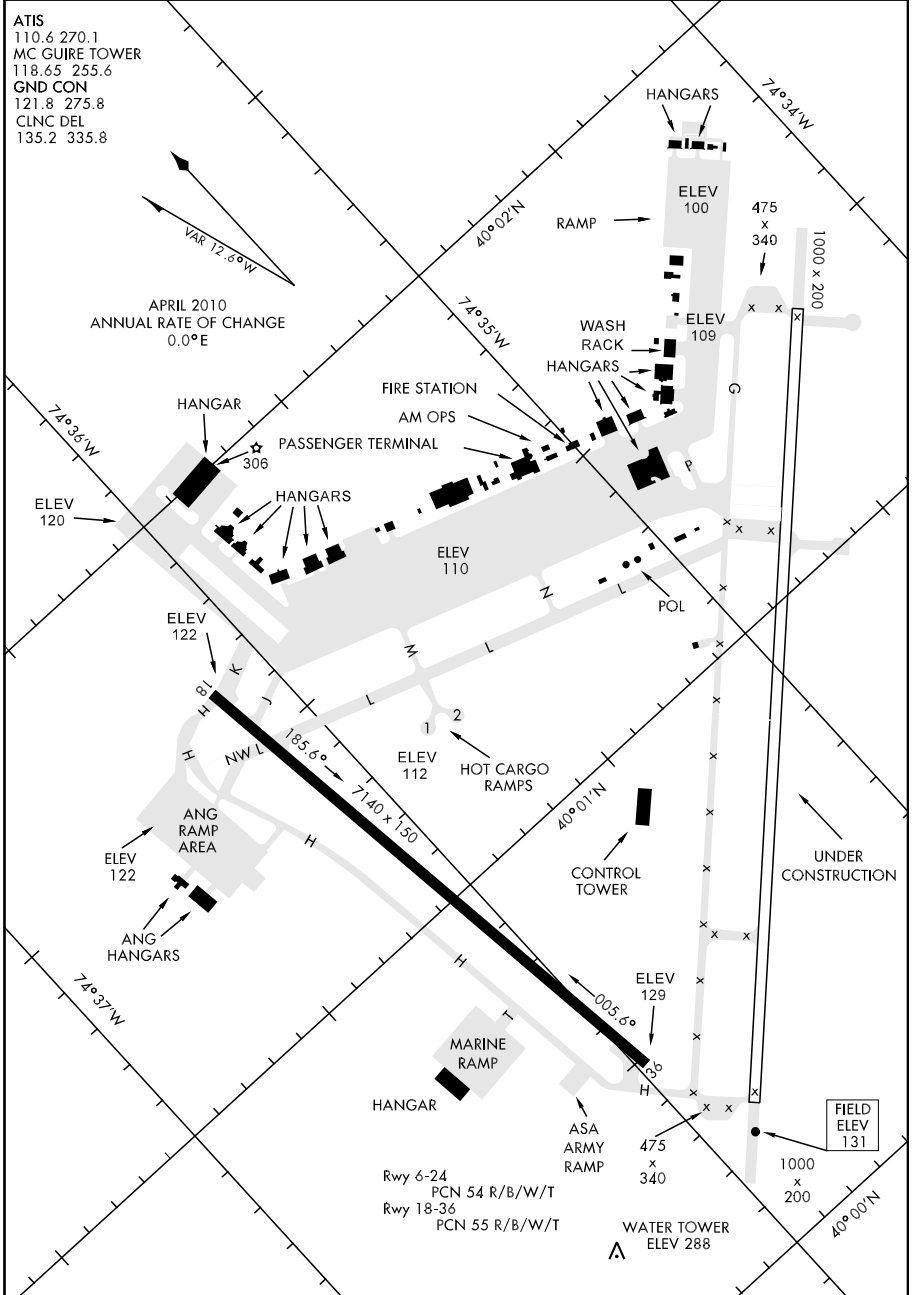 ATIS
110.6 270.1
MC GUIRE TOWER
118.65 255.6
GND CON
121.8 275.8
CLNC DEL
135.2 335.8
VAR 12.6°W
APRIL 2010
ANNUAL RATE OF CHANGE
0.0°E
74°34'W
HANGARS
ELEV
100
475
x
340
1000 x 200
RAMP
40°02'N
74°35'W
ELEV
109
WASH
RACK
HANGARS
G
FIRE STATION
AM OPS
PASSENGER TERMINAL
74°36'W
HANGAR
306
HANGARS
P
ELEV
120
ELEV
110
N
L
POL
ELEV
122
K
J
M
L
L
18
H
H
NW L
1
2
ELEV
112
HOT CARGO
RAMPS
185.6°
7140 x 150
40°01'N
ANG
RAMP
AREA
H
ELEV
122
CONTROL
TOWER
UNDER
CONSTRUCTION
ANG
HANGARS
74°37'W
H
005.6°
ELEV
129
I
MARINE
RAMP
36
H
HANGAR
ASA
ARMY
RAMP
475
x
340
FIELD
ELEV
131
1000
x
200
Rwy 6-24
PCN 54 R/B/W/T
Rwy 18-36
PCN 55 R/B/W/T
WATER TOWER
ELEV 288
40°00'N
x x x x x x x x x x x x x x x x x x x x